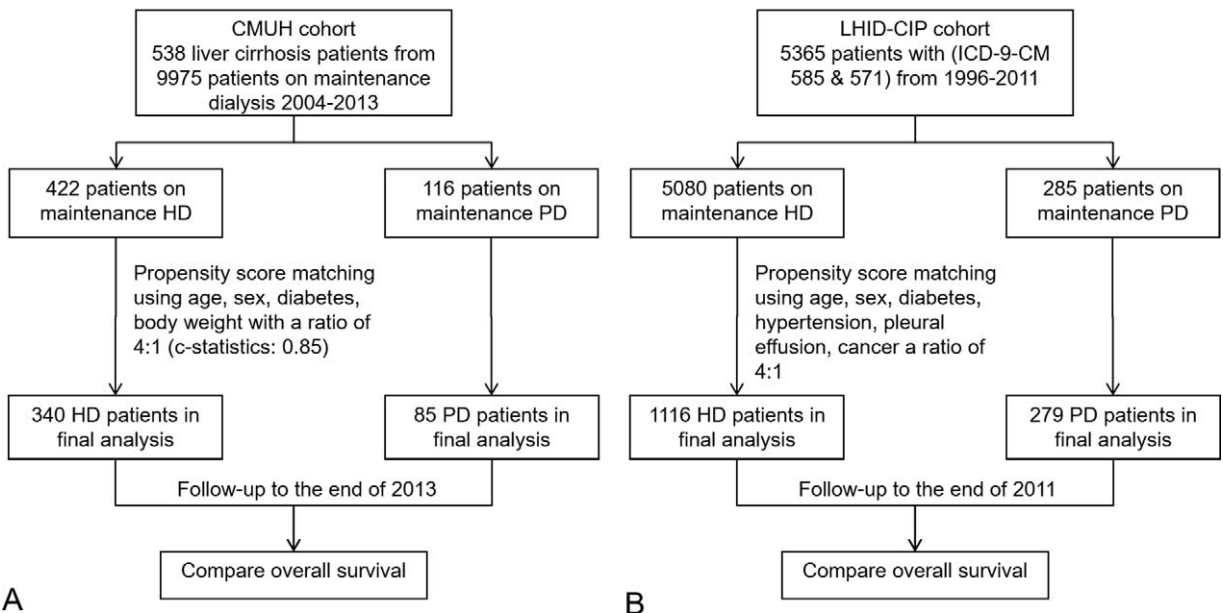 CMUH cohort
538 liver cirrhosis patients from
9975 patients on maintenance
dialysis 2004-2013
422 patients on
maintenance HD
116 patients on
maintenance PD
Propensity score matching
using age, sex, diabetes,
body weight with a ratio of
4:1 (c-statistics: 0.85)
340 HD patients in
final analysis
85 PD patients in
final analysis
Follow-up to the end of 2013
Compare overall survival
A
LHID-CIP cohort
5365 patients with (ICD-9-CM
585 & 571) from 1996-2011
5080 patients on
maintenance HD
285 patients on
maintenance PD
Propensity score matching
using age, sex, diabetes,
hypertension, pleural
effusion, cancer a ratio of
4:1
1116 HD patients in
final analysis
279 PD patients in
final analysis
Follow-up to the end of 2011
Compare overall survival
B